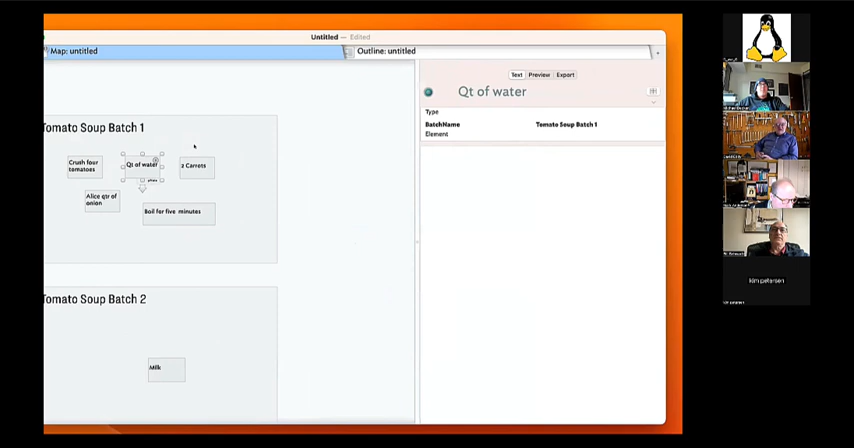 Untitled — Edited
Map: untitled
Outline: untitled
Text Preview Export
Qt of water
Type
BatchName Tomato Soup Batch 1
Element
Tomato Soup Batch 1
Crush four
tomatoes
Qt of water
2 Carrots
Alice qtr of
onion
Boil for five minutes
Tomato Soup Batch 2
Milk
kim petersen